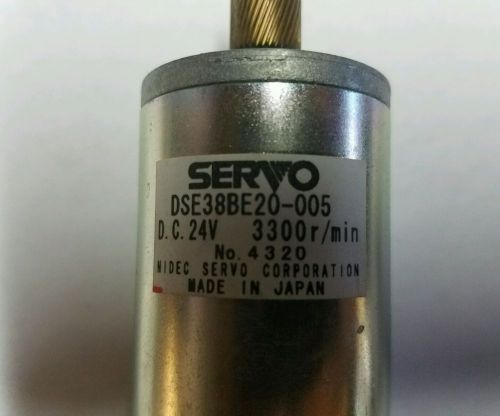 SERVO
DSE38BE20-005
D.C.24V 3300r/min
No.4320
NIDEC SERVO CORPORATION
MADE IN JAPAN